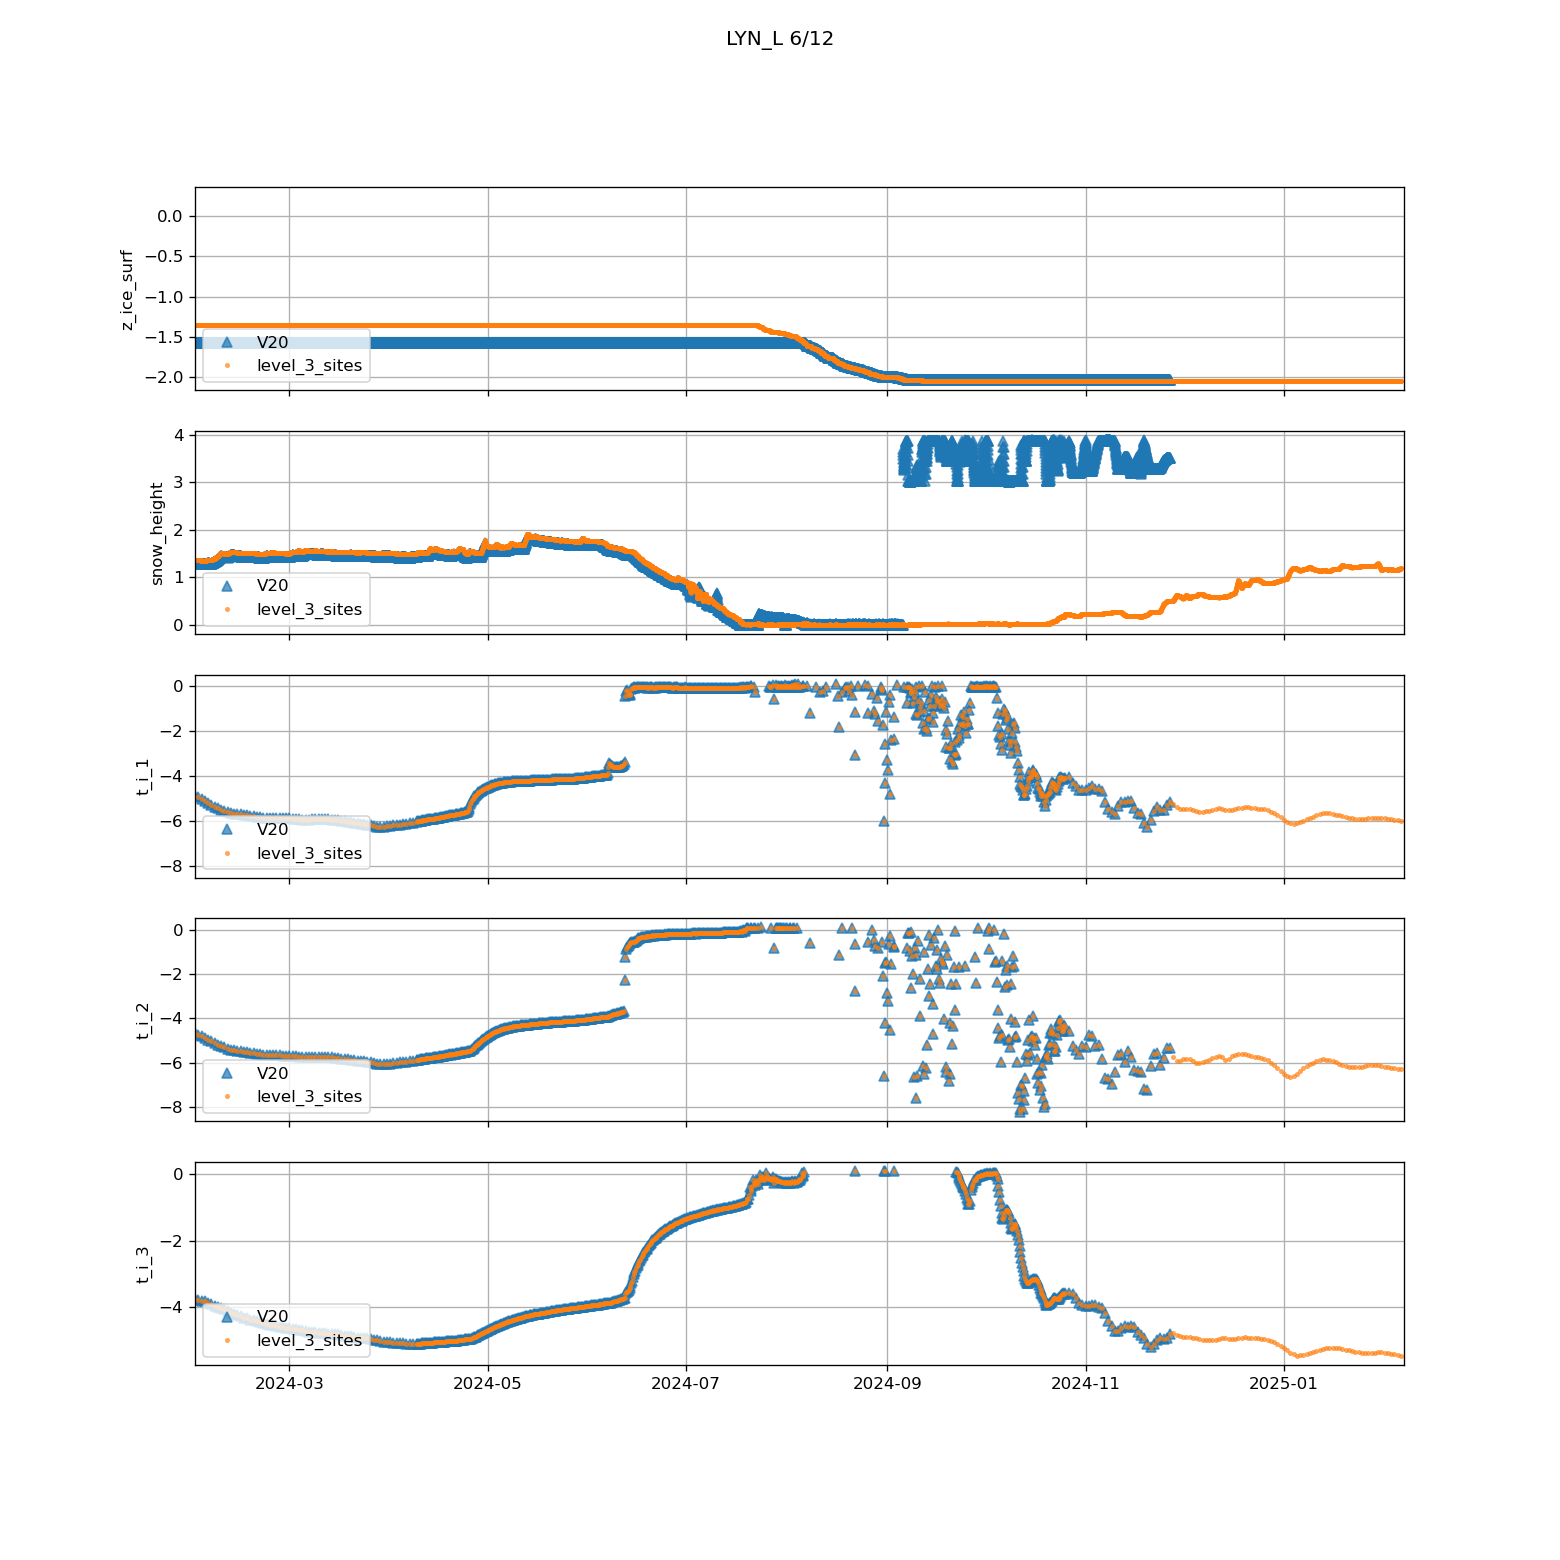 LYN_L 6/12
0.0
−0.5
−1.0
−1.5
−2.0
z_ice_surf
V20
level_3_sites
4
3
2
1
0
snow_height
V20
level_3_sites
0
−2
−4
−6
−8
t_i_1
V20
level_3_sites
0
−2
−4
−6
−8
t_i_2
V20
level_3_sites
0
−2
−4
t_i_3
V20
level_3_sites
2024-03 2024-05 2024-07 2024-09 2024-11 2025-01